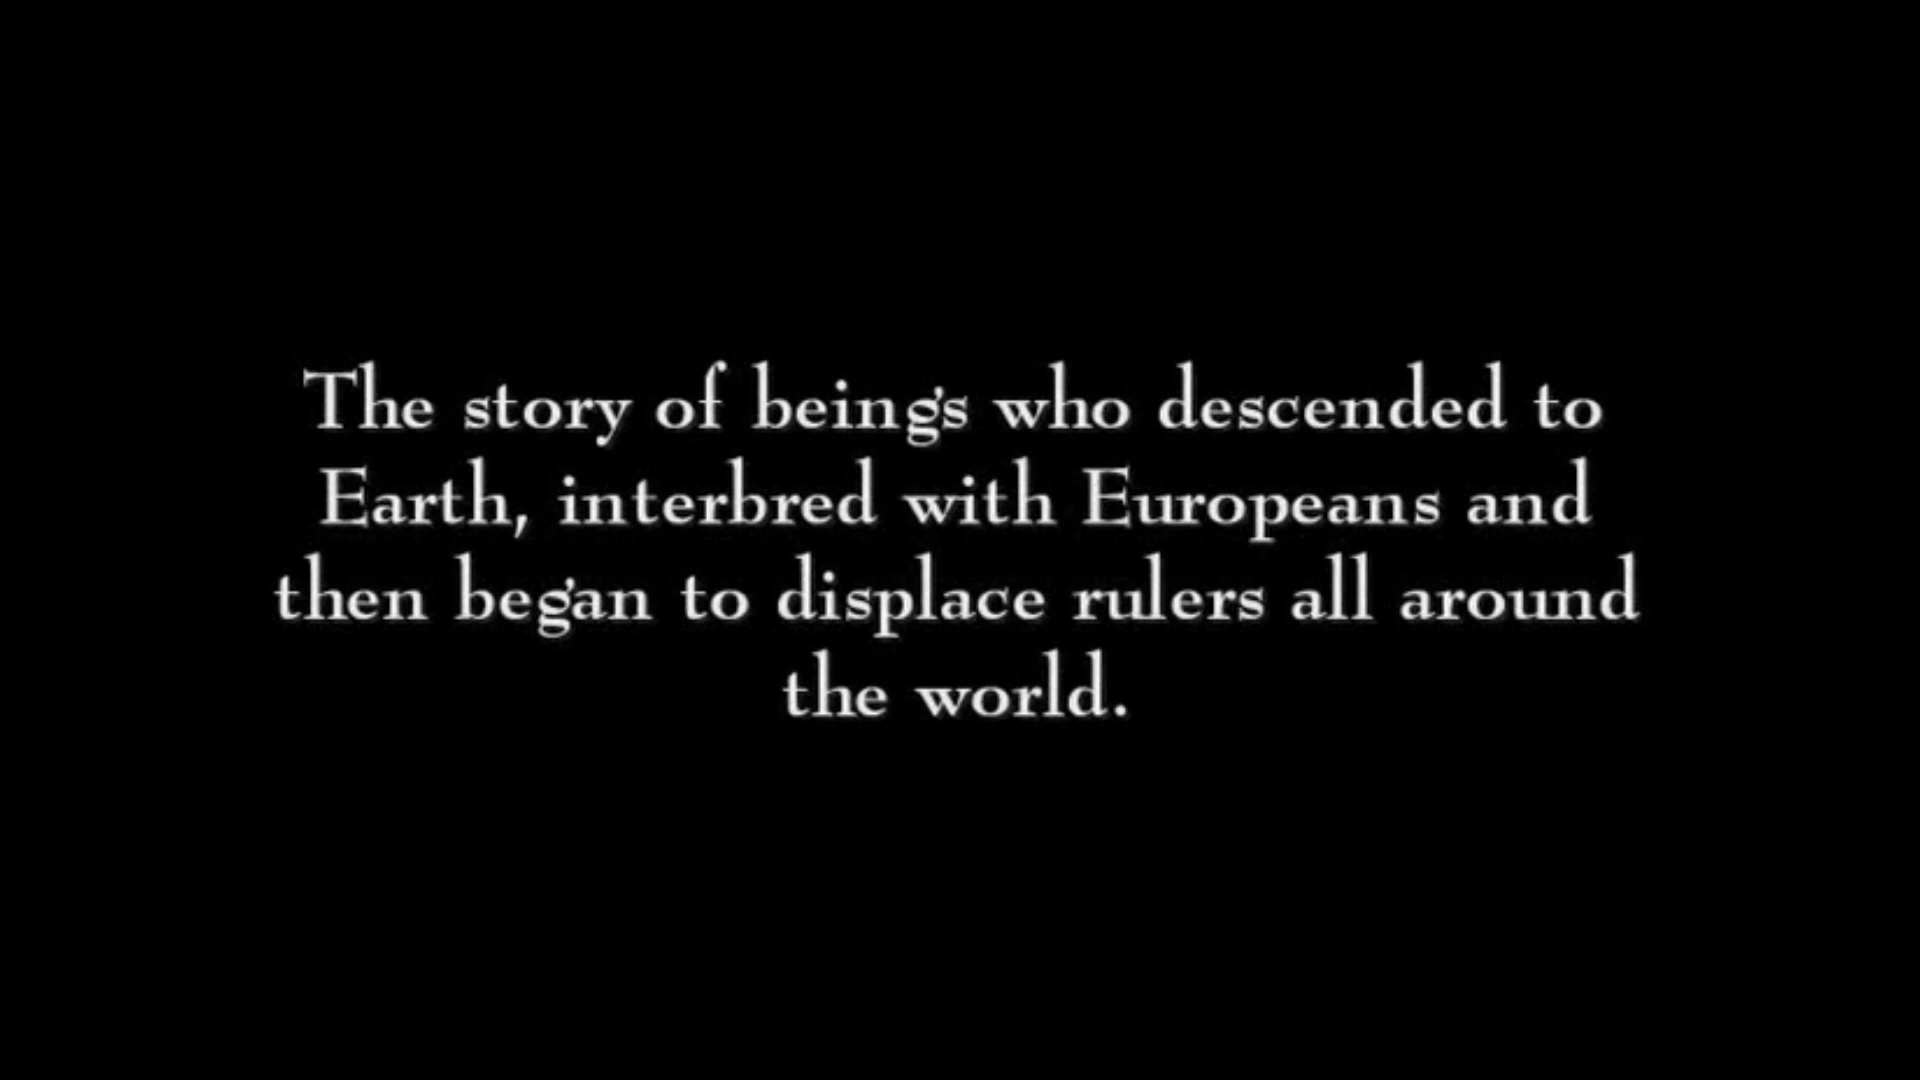 The story of beings who descended to
Earth, interbred with Europeans and
then began to displace rulers all around
the world.